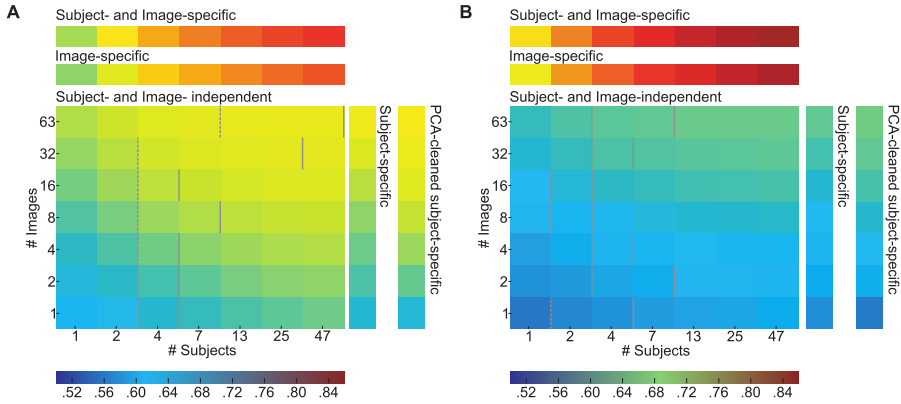 A
Subject- and Image-specific
Image-specific
Subject- and Image- independent
# Images
63
32
16
8
4
2
1
1 2 4 7 13 25 47
# Subjects
Subject-specific
PCA-cleaned subject-specific
.52 .56 .60 .64 .68 .72 .76 .80 .84
B
Subject- and Image-specific
Image-specific
Subject- and Image-independent
# Images
63
32
16
8
4
2
1
1 2 4 7 13 25 47
# Subjects
Subject-specific
PCA-cleaned subject-specific
.52 .56 .60 .64 .68 .72 .76 .80 .84